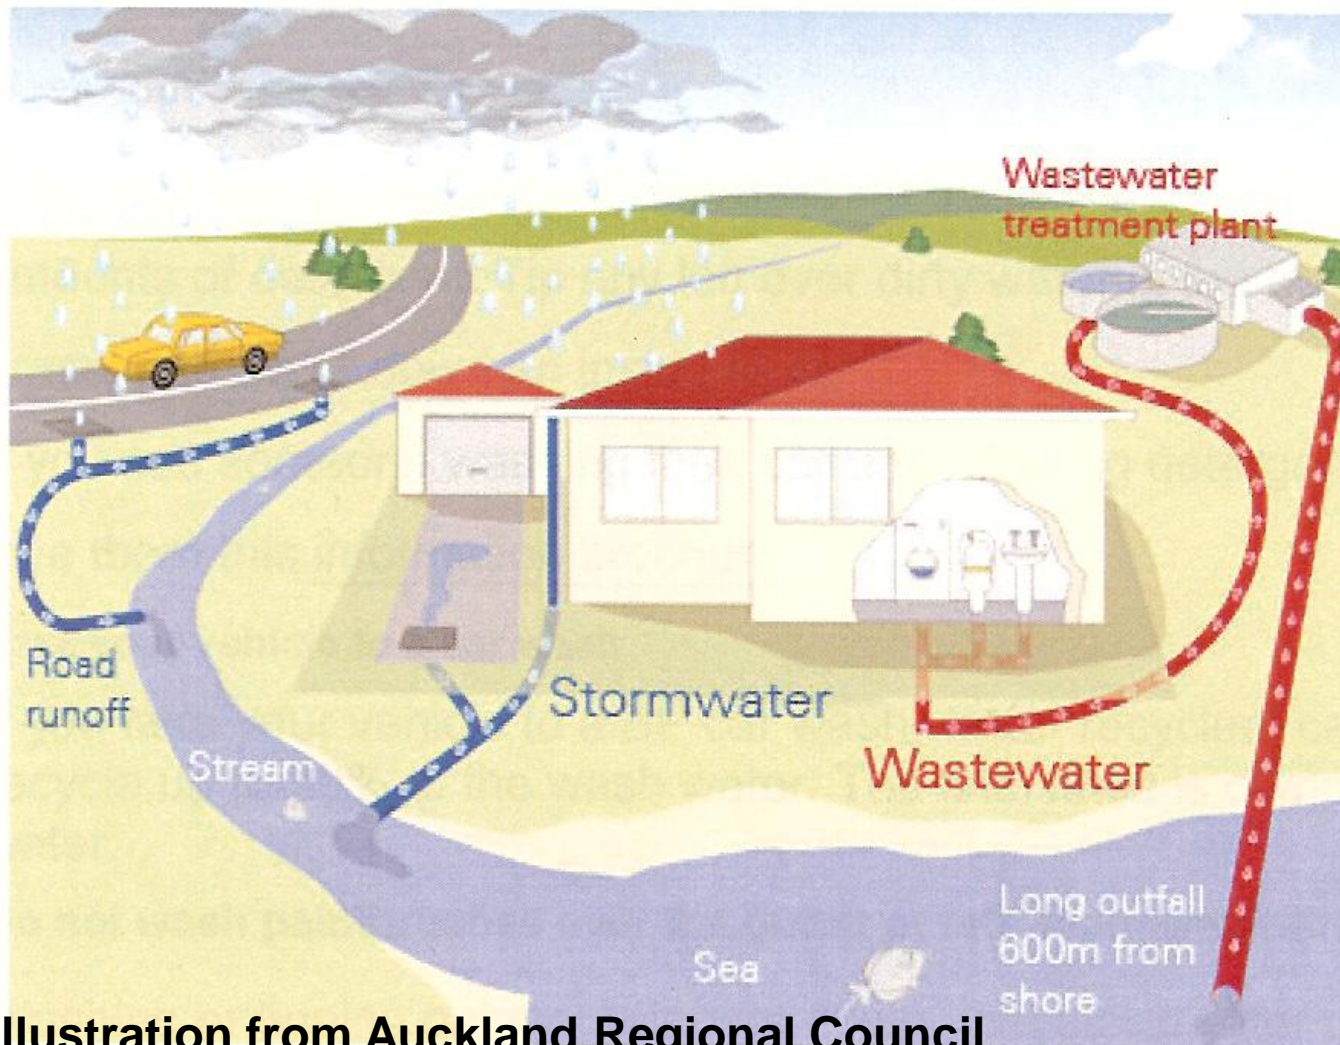 Wastewater
treatment plant
Road
runoff
Stormwater
Stream
Wastewater
Long outfall
600m from
shore
Sea
Illustration from Auckland Regional Council